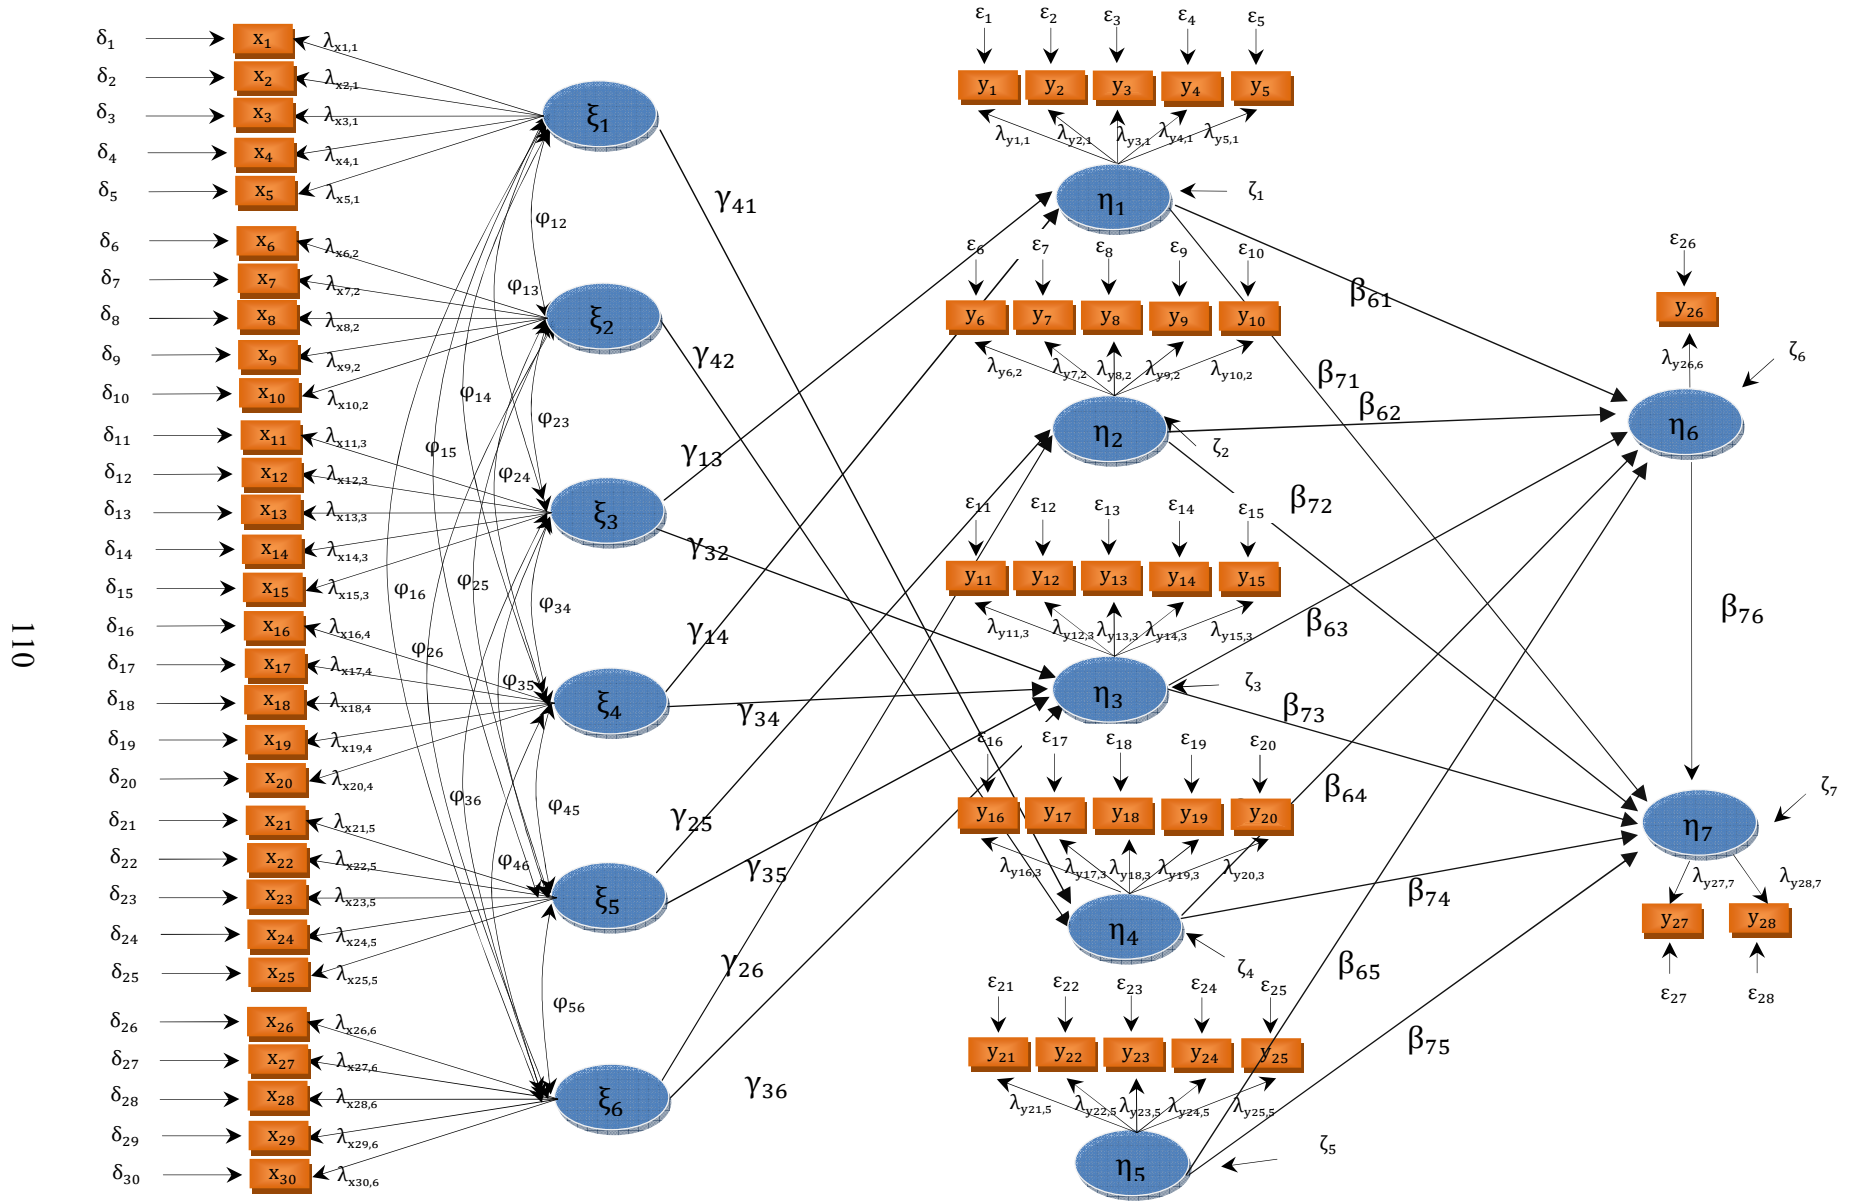 110
δ₁ x₁ λₓ₁,₁
δ₂ x₂ λₓ₂,₁
δ₃ x₃ λₓ₃,₁
δ₄ x₄ λₓ₄,₁
δ₅ x₅ λₓ₅,₁
δ₆ x₆ λₓ₆,₂
δ₇ x₇ λₓ₇,₂
δ₈ x₈ λₓ₈,₂
δ₉ x₉ λₓ₉,₂
δ₁₀ x₁₀ λₓ₁₀,₂
δ₁₁ x₁₁ λₓ₁₁,₃
δ₁₂ x₁₂ λₓ₁₂,₃
δ₁₃ x₁₃ λₓ₁₃,₃
δ₁₄ x₁₄ λₓ₁₄,₃
δ₁₅ x₁₅ λₓ₁₅,₃
δ₁₆ x₁₆ λₓ₁₆,₄
δ₁₇ x₁₇ λₓ₁₇,₄
δ₁₈ x₁₈ λₓ₁₈,₄
δ₁₉ x₁₉ λₓ₁₉,₄
δ₂₀ x₂₀ λₓ₂₀,₄
δ₂₁ x₂₁ λₓ₂₁,₅
δ₂₂ x₂₂ λₓ₂₂,₅
δ₂₃ x₂₃ λₓ₂₃,₅
δ₂₄ x₂₄ λₓ₂₄,₅
δ₂₅ x₂₅ λₓ₂₅,₅
δ₂₆ x₂₆ λₓ₂₆,₆
δ₂₇ x₂₇ λₓ₂₇,₆
δ₂₈ x₂₈ λₓ₂₈,₆
δ₂₉ x₂₉ λₓ₂₉,₆
δ₃₀ x₃₀ λₓ₃₀,₆
φ₁₂
φ₁₃
φ₁₄
φ₂₃
φ₁₅
φ₂₄
φ₁₆
φ₂₅
φ₃₄
φ₂₆
φ₃₅
φ₃₆
φ₄₅
φ₄₆
φ₅₆
ξ₁
ξ₂
ξ₃
ξ₄
ξ₅
ξ₆
γ₄₁
γ₄₂
γ₁₃
γ₃₂
γ₁₄
γ₃₄
γ₂₅
γ₃₅
γ₂₆
γ₃₆
ε₁ ε₂ ε₃ ε₄ ε₅
y₁ y₂ y₃ y₄ y₅
λy₁,₁ λy₂,₁ λy₃,₁ λy₄,₁ λy₅,₁
η₁ ζ₁
ε₆ ε₇ ε₈ ε₉ ε₁₀
y₆ y₇ y₈ y₉ y₁₀
λy₆,₂ λy₇,₂ λy₈,₂ λy₉,₂ λy₁₀,₂
η₂ ζ₂
ε₁₁ ε₁₂ ε₁₃ ε₁₄ ε₁₅
y₁₁ y₁₂ y₁₃ y₁₄ y₁₅
λy₁₁,₃ λy₁₂,₃ λy₁₃,₃ λy₁₄,₃ λy₁₅,₃
η₃ ζ₃
ε₁₆ ε₁₇ ε₁₈ ε₁₉ ε₂₀
y₁₆ y₁₇ y₁₈ y₁₉ y₂₀
λy₁₆,₃ λy₁₇,₃ λy₁₈,₃ λy₁₉,₃ λy₂₀,₃
η₄ ζ₄
ε₂₁ ε₂₂ ε₂₃ ε₂₄ ε₂₅
y₂₁ y₂₂ y₂₃ y₂₄ y₂₅
λy₂₁,₅ λy₂₂,₅ λy₂₃,₅ λy₂₄,₅ λy₂₅,₅
η₅ ζ₅
β₆₁
β₇₁
β₆₂
β₇₂
β₆₃
β₇₃
β₆₄
β₇₄
β₆₅
β₇₅
β₇₆
ε₂₆
y₂₆
λy₂₆,₆ ζ₆
η₆
ζ₇
η₇
λy₂₇,₇ λy₂₈,₇
y₂₇ y₂₈
ε₂₇ ε₂₈